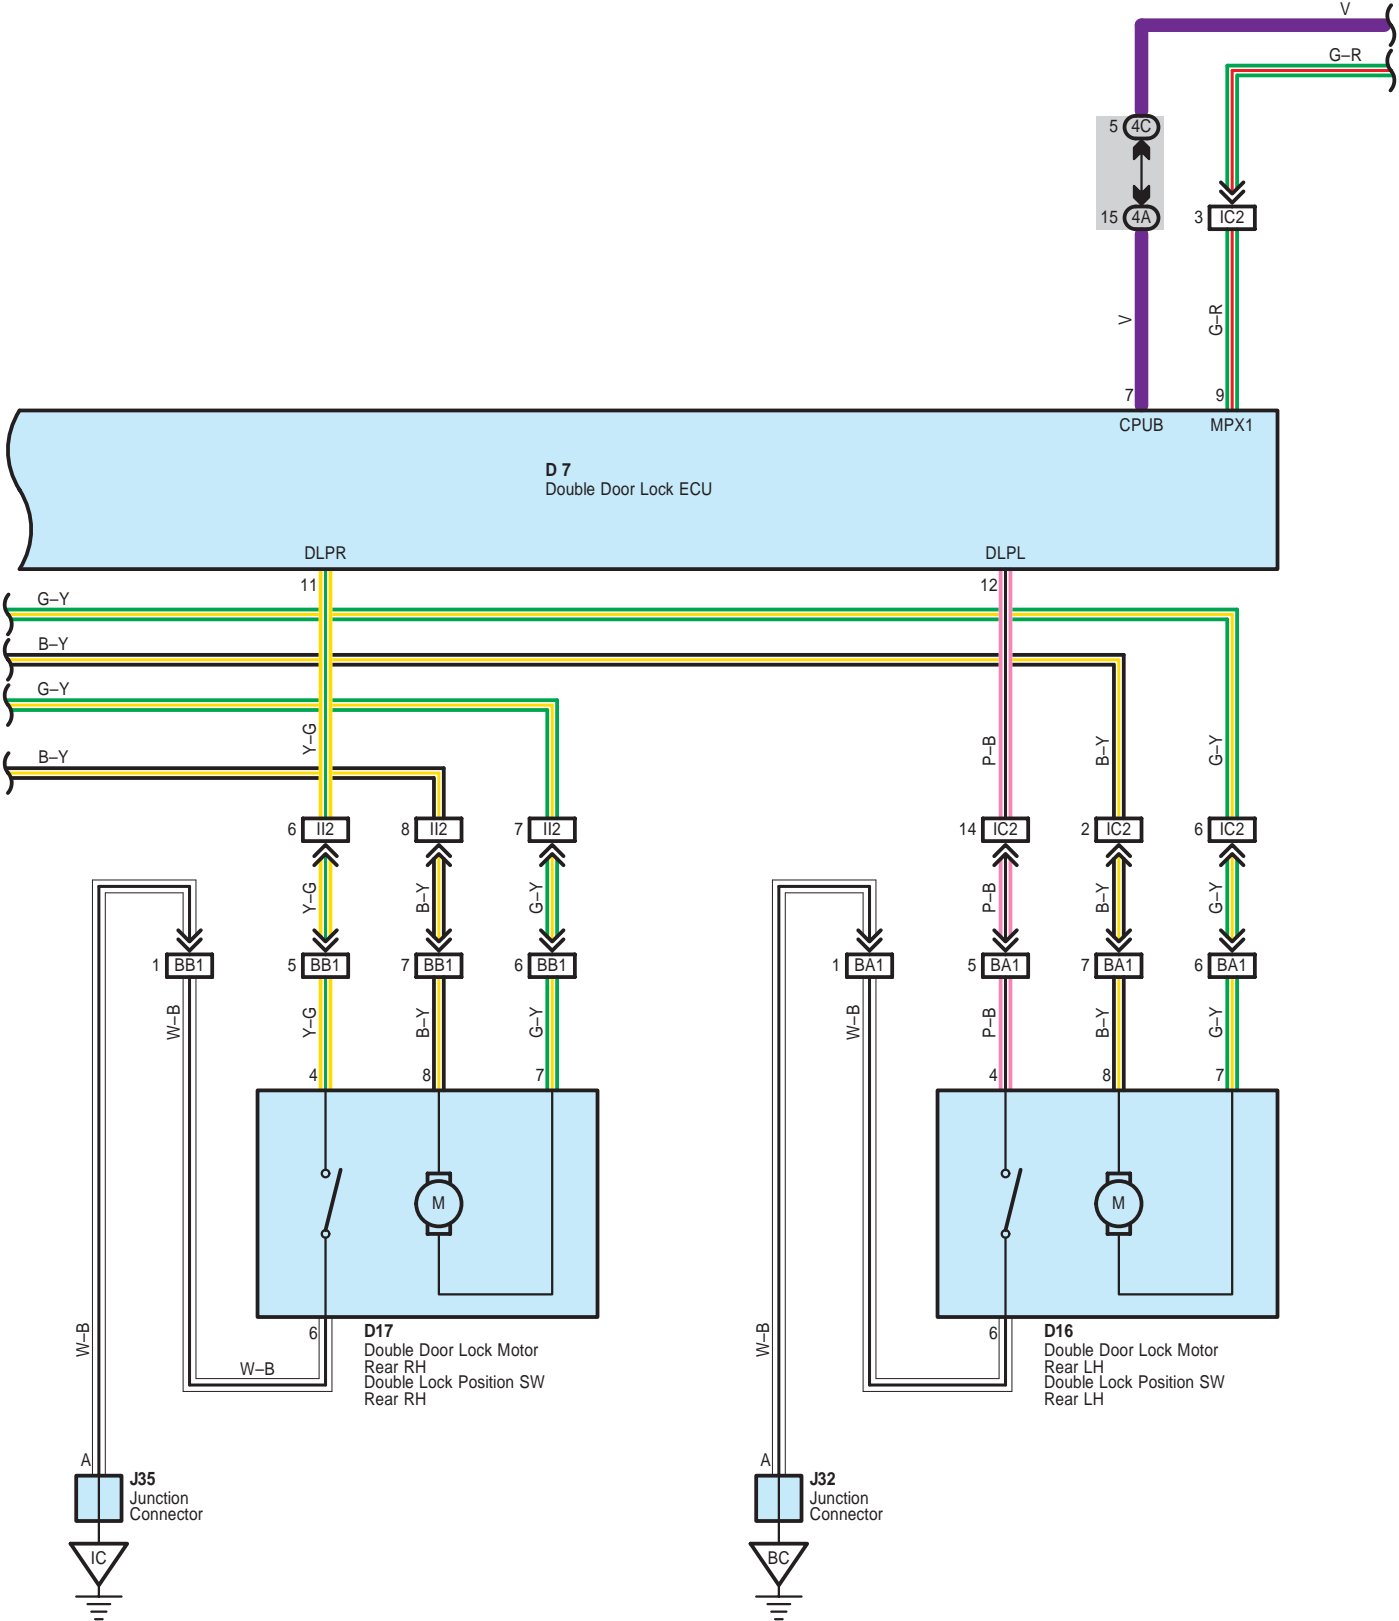 V
G–R
5 4C
15 4A
3 IC2
V
G–R
7 9
CPUB MPX1
D 7
Double Door Lock ECU
DLPR DLPL
11 12
G–Y
B–Y
G–Y
B–Y
Y–G P–B B–Y G–Y
6 II2 8 II2 7 II2 14 IC2 2 IC2 6 IC2
Y–G B–Y G–Y P–B B–Y G–Y
1 BB1 5 BB1 7 BB1 6 BB1 1 BA1 5 BA1 7 BA1 6 BA1
W–B Y–G B–Y G–Y W–B P–B B–Y G–Y
4 8 7 4 8 7
M M
6 D17 6 D16
W–B W–B
Double Door Lock Motor
Rear RH
Double Lock Position SW
Rear RH
Double Door Lock Motor
Rear LH
Double Lock Position SW
Rear LH
W–B
A J35
Junction
Connector
A J32
Junction
Connector
IC BC